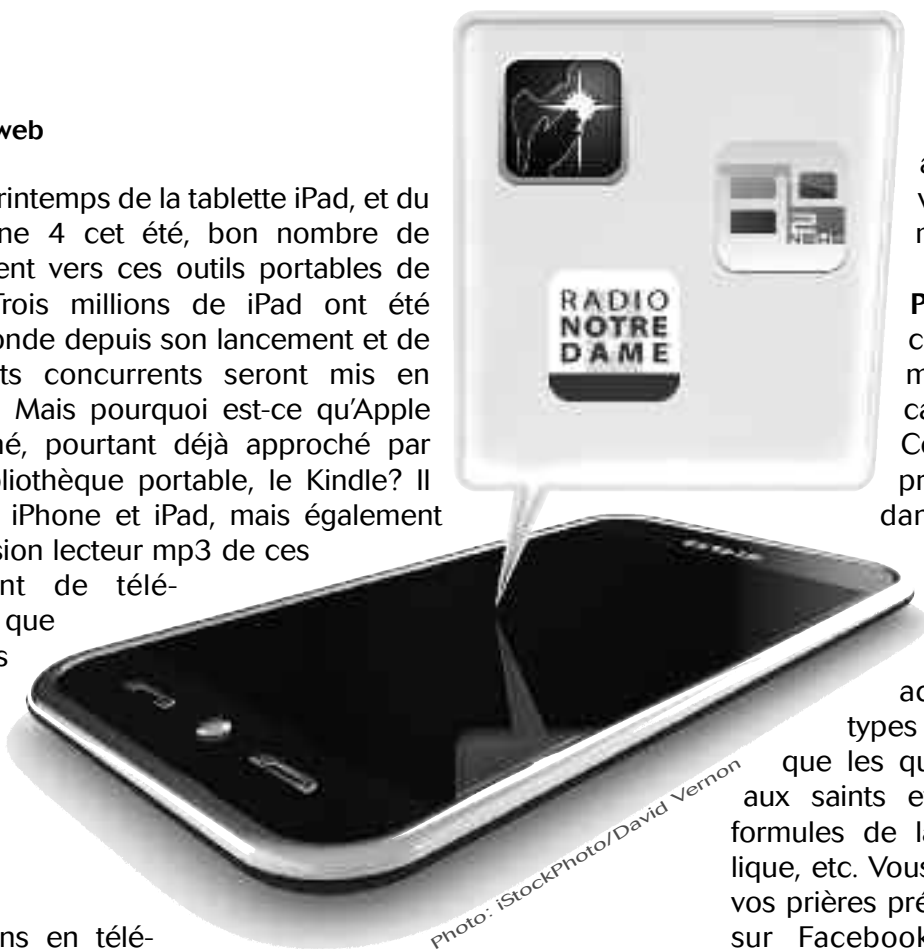 web
rintemps de la tablette iPad, et du
ne 4 cet été, bon nombre de
ent vers ces outils portables de
Trois millions de iPad ont été
onde depuis son lancement et de
ts concurrents seront mis en
Mais pourquoi est-ce qu'Apple
né, pourtant déjà approché par
bliothèque portable, le Kindle? Il
iPhone et iPad, mais également
sion lecteur mp3 de ces
nt de télé-
que
s
ns en télé-
RADIO
NOTRE
DAME
NEWS
Photo: iStockPhoto/David Vernon
P
c
m
ca
Ce
pr
dan
ac
types
que les qu
aux saints e
formules de la
lique, etc. Vous
vos prières pré
sur Facebook